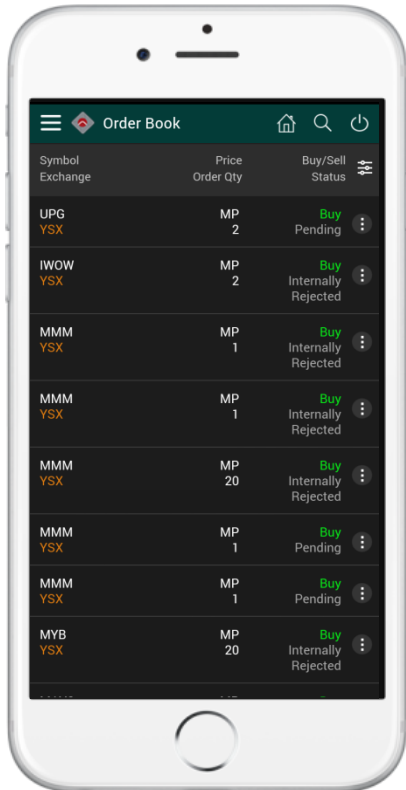 Order Book
Symbol Price Buy/Sell
Exchange Order Qty Status
UPG MP Buy
YSX 2 Pending
IWOW MP Buy
YSX 2 Internally
Rejected
MMM MP Buy
YSX 1 Internally
Rejected
MMM MP Buy
YSX 1 Internally
Rejected
MMM MP Buy
YSX 20 Internally
Rejected
MMM MP Buy
YSX 1 Pending
MMM MP Buy
YSX 1 Pending
MYB MP Buy
YSX 20 Internally
Rejected